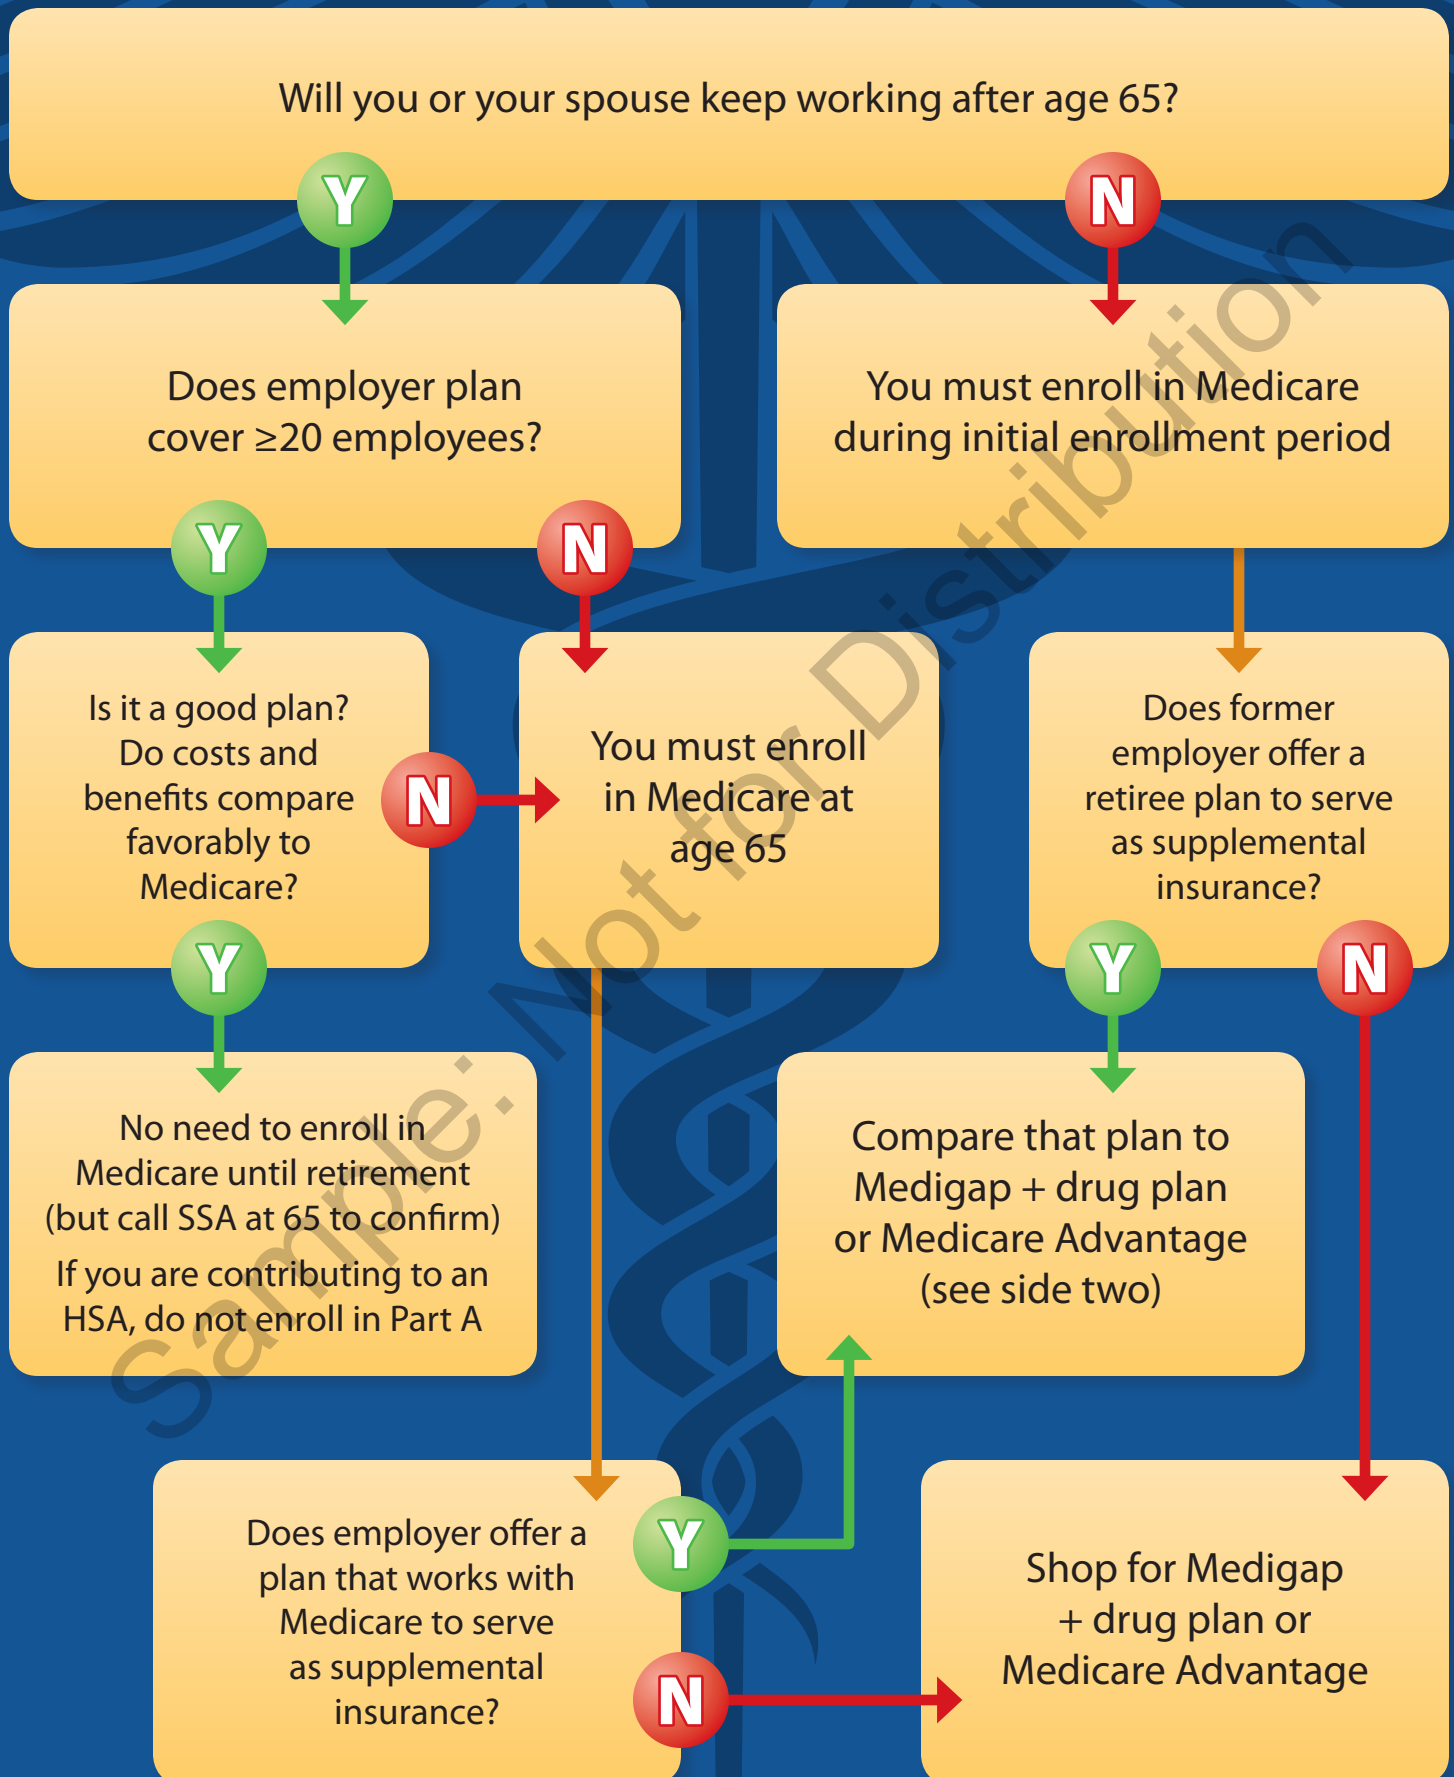 Will you or your spouse keep working after age 65?
Y
N
Does employer plan
cover ≥20 employees?
Y
N
You must enroll in Medicare
during initial enrollment period
Is it a good plan?
Do costs and
benefits compare
favorably to
Medicare?
N
Y
You must enroll
in Medicare at
age 65
Does former
employer offer a
retiree plan to serve
as supplemental
insurance?
Y
N
No need to enroll in
Medicare until retirement
(but call SSA at 65 to confirm)
If you are contributing to an
HSA, do not enroll in Part A
Compare that plan to
Medigap + drug plan
or Medicare Advantage
(see side two)
Does employer offer a
plan that works with
Medicare to serve
as supplemental
insurance?
Y
N
Shop for Medigap
+ drug plan or
Medicare Advantage
Sample: Not for Distribution